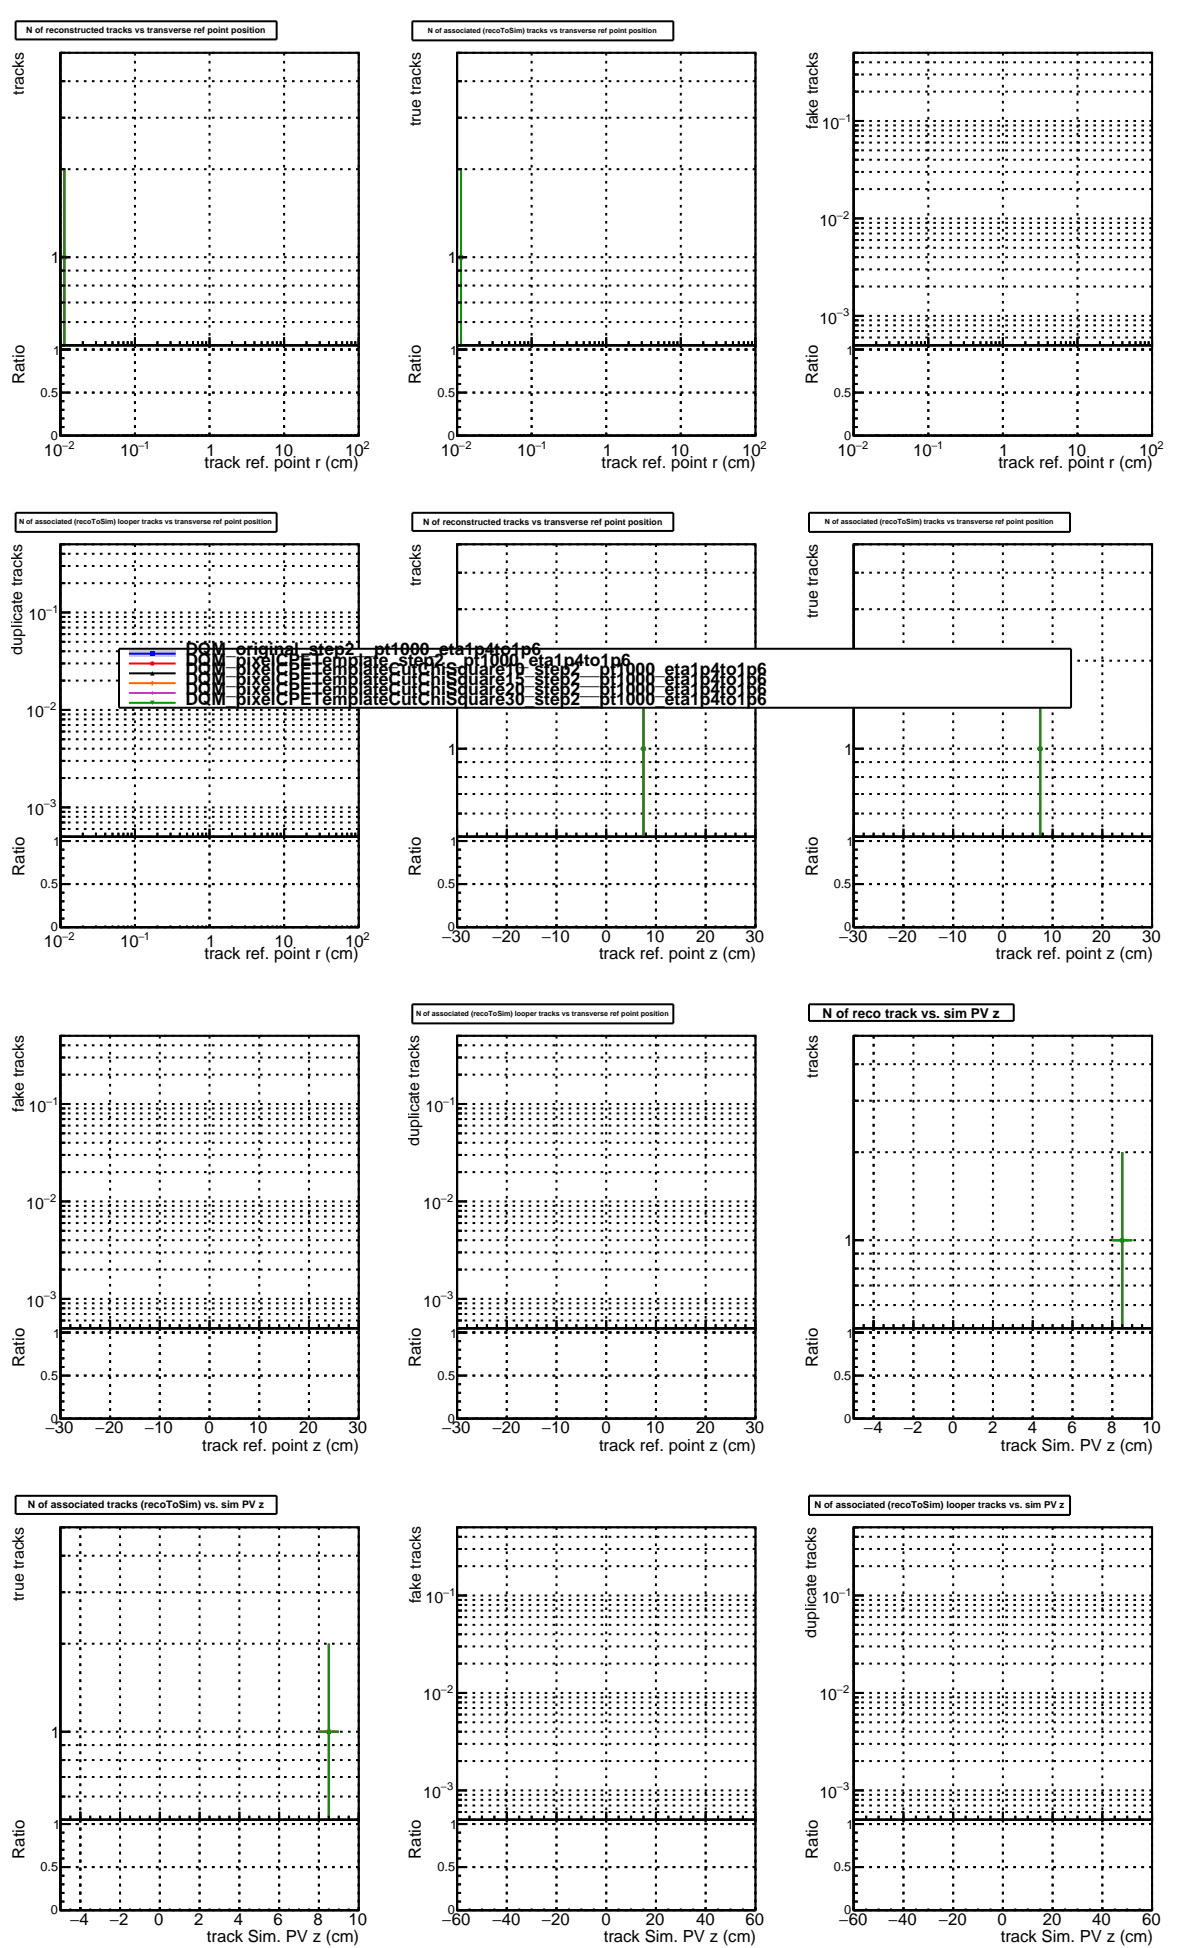 N of reconstructed tracks vs transverse ref point position
tracks
1
Ratio
1
0.5
0
10−2 10−1 1 10 102
track ref. point r (cm)
N of associated (recoToSim) tracks vs transverse ref point position
true tracks
1
Ratio
1
0.5
0
10−2 10−1 1 10 102
track ref. point r (cm)
fake tracks
10−1
10−2
10−3
Ratio
1
0.5
0
10−2 10−1 1 10 102
track ref. point r (cm)
N of associated (recoToSim) looper tracks vs transverse ref point position
duplicate tracks
10−1
10−2
10−3
Ratio
1
0.5
0
10−2 10−1 1 10 102
track ref. point r (cm)
N of reconstructed tracks vs transverse ref point position
tracks
1
Ratio
1
0.5
0
−30 −20 −10 0 10 20 30
track ref. point z (cm)
N of associated (recoToSim) tracks vs transverse ref point position
true tracks
1
Ratio
1
0.5
0
−30 −20 −10 0 10 20 30
track ref. point z (cm)
DQM_original_step2__pt1000_eta1p4to1p6
DQM_pixelCPETemplate_step2__pt1000_eta1p4to1p6
DQM_pixelCPETemplateCutChiSquare10_step2__pt1000_eta1p4to1p6
DQM_pixelCPETemplateCutChiSquare15_step2__pt1000_eta1p4to1p6
DQM_pixelCPETemplateCutChiSquare20_step2__pt1000_eta1p4to1p6
DQM_pixelCPETemplateCutChiSquare30_step2__pt1000_eta1p4to1p6
fake tracks
10−1
10−2
10−3
Ratio
1
0.5
0
−30 −20 −10 0 10 20 30
track ref. point z (cm)
N of associated (recoToSim) looper tracks vs transverse ref point position
duplicate tracks
10−1
10−2
10−3
Ratio
1
0.5
0
−30 −20 −10 0 10 20 30
track ref. point z (cm)
N of reco track vs. sim PV z
tracks
1
Ratio
1
0.5
0
−4 −2 0 2 4 6 8 10
track Sim. PV z (cm)
N of associated tracks (recoToSim) vs. sim PV z
true tracks
1
Ratio
1
0.5
0
−4 −2 0 2 4 6 8 10
track Sim. PV z (cm)
fake tracks
10−1
10−2
10−3
Ratio
1
0.5
0
−60 −40 −20 0 20 40 60
track Sim. PV z (cm)
N of associated (recoToSim) looper tracks vs. sim PV z
duplicate tracks
10−1
10−2
10−3
Ratio
1
0.5
0
−60 −40 −20 0 20 40 60
track Sim. PV z (cm)